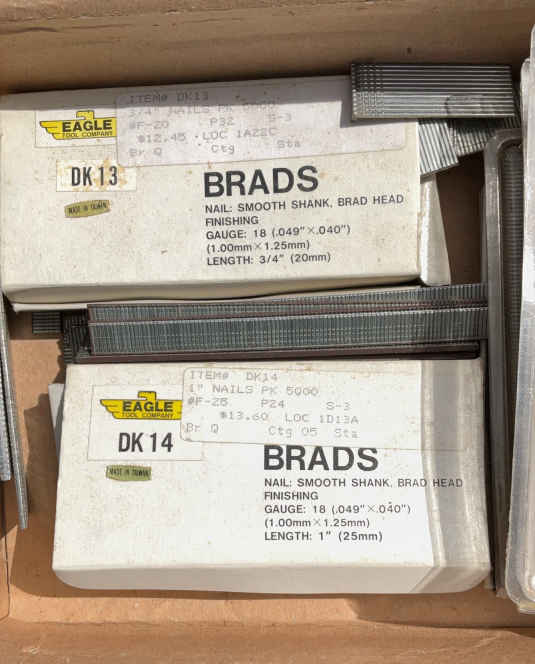 ITEM# DK13
3/4" NAILS PK 5000
#F-20 P32 S-3
$12.45 LOC 1A22C
Br Q Ctg Sta
EAGLE
TOOL COMPANY
DK13
MADE IN TAIWAN
BRADS
NAIL: SMOOTH SHANK, BRAD HEAD
FINISHING
GAUGE: 18 (.049"×.040")
(1.00mm×1.25mm)
LENGTH: 3/4" (20mm)
ITEM# DK14
1" NAILS PK 5000
#F-25 P24 S-3
$13.60 LOC 1D13A
Br Q Ctg 05 Sta
EAGLE
TOOL COMPANY
DK14
MADE IN TAIWAN
BRADS
NAIL: SMOOTH SHANK, BRAD HEAD
FINISHING
GAUGE: 18 (.049"×.040")
(1.00mm×1.25mm)
LENGTH: 1" (25mm)